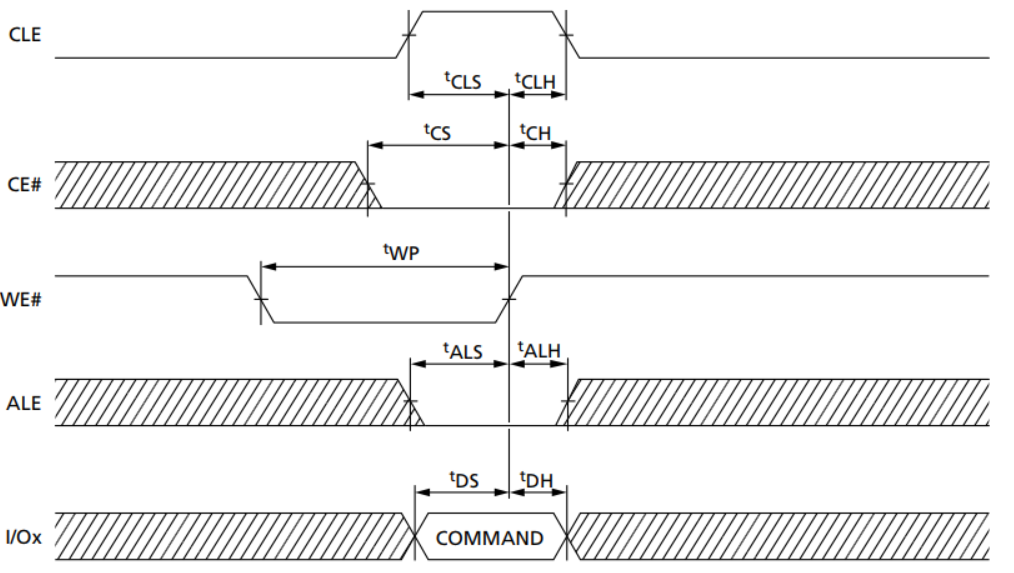 CLE
tCLS tCLH
tCS tCH
CE#
tWP
WE#
tALS tALH
ALE
tDS tDH
I/Ox COMMAND